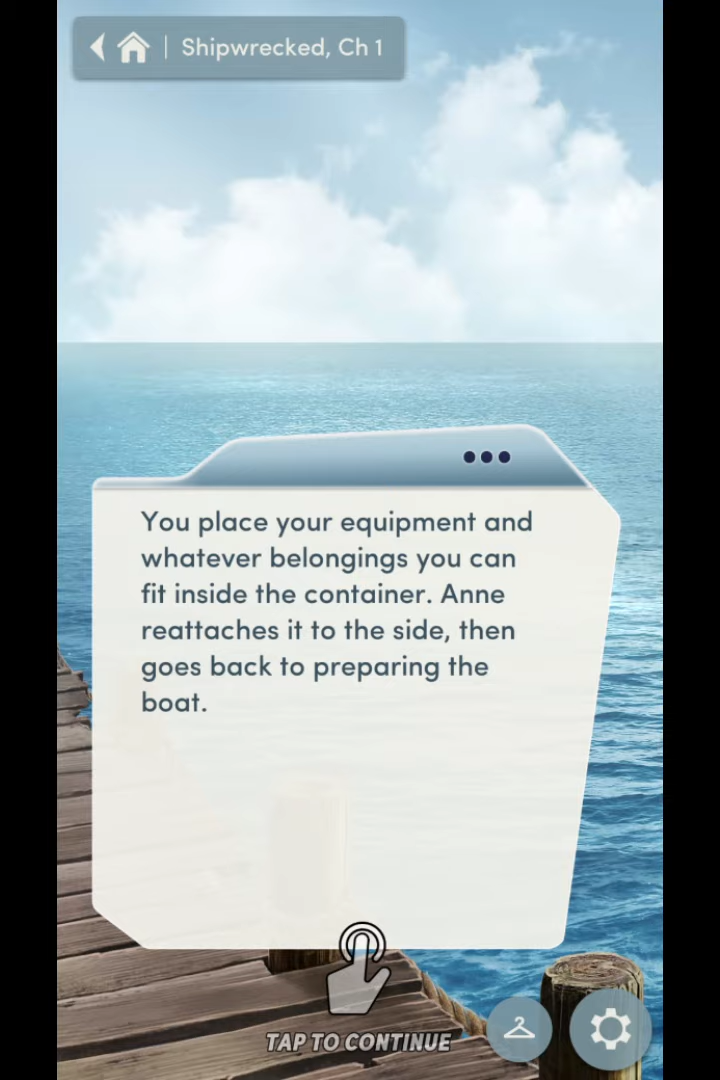 Shipwrecked, Ch 1
You place your equipment and
whatever belongings you can
fit inside the container. Anne
reattaches it to the side, then
goes back to preparing the
boat.
TAP TO CONTINUE